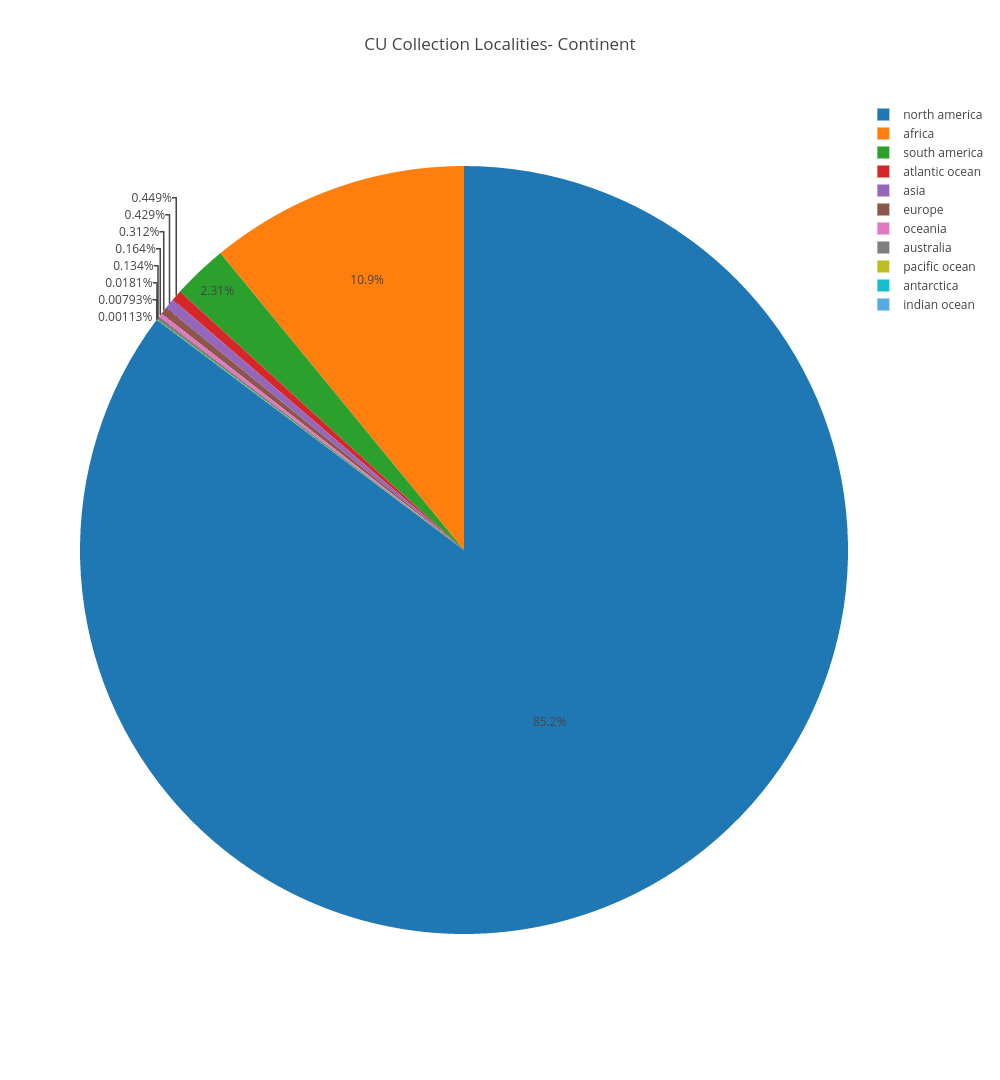 CU Collection Localities- Continent
north america
africa
south america
atlantic ocean
asia
europe
oceania
australia
pacific ocean
antarctica
indian ocean
0.449%
0.429%
0.312%
0.164%
0.134%
0.0181%
0.00793%
0.00113%
2.31%
10.9%
85.2%